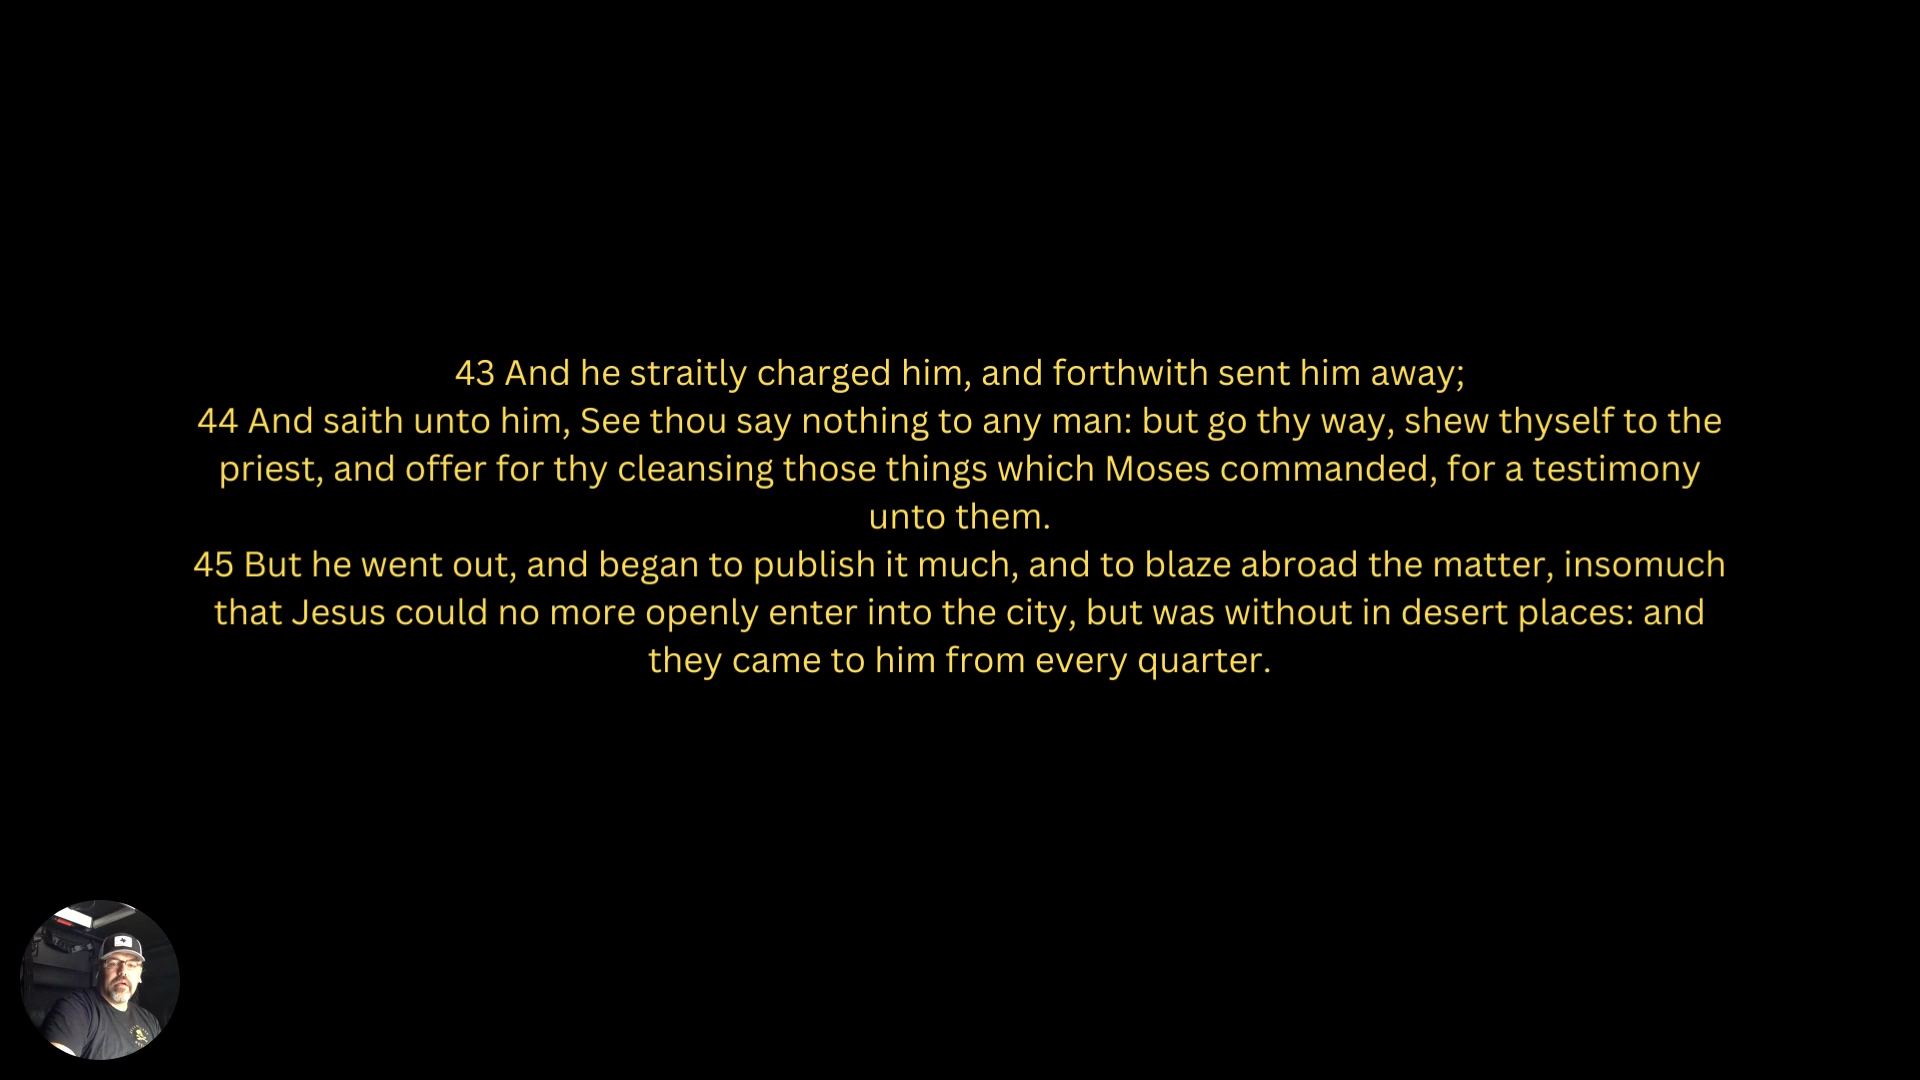 43 And he straitly charged him, and forthwith sent him away;
44 And saith unto him, See thou say nothing to any man: but go thy way, shew thyself to the
priest, and offer for thy cleansing those things which Moses commanded, for a testimony
unto them.
45 But he went out, and began to publish it much, and to blaze abroad the matter, insomuch
that Jesus could no more openly enter into the city, but was without in desert places: and
they came to him from every quarter.